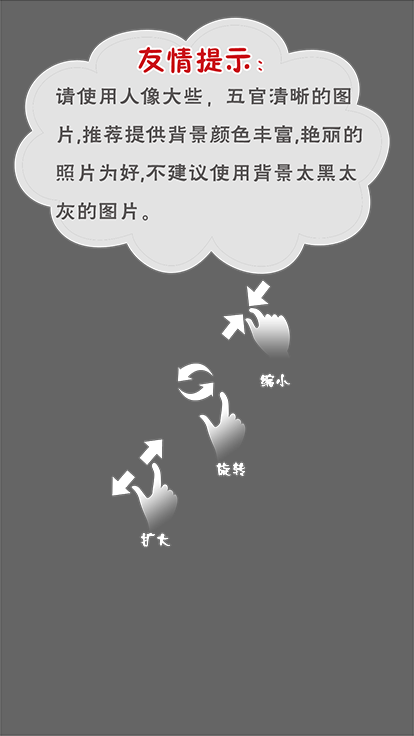 友情提示：
请使用人像大些，五官清晰的图
片,推荐提供背景颜色丰富,艳丽的
照片为好,不建议使用背景太黑太
灰的图片。
缩小
旋转
扩大